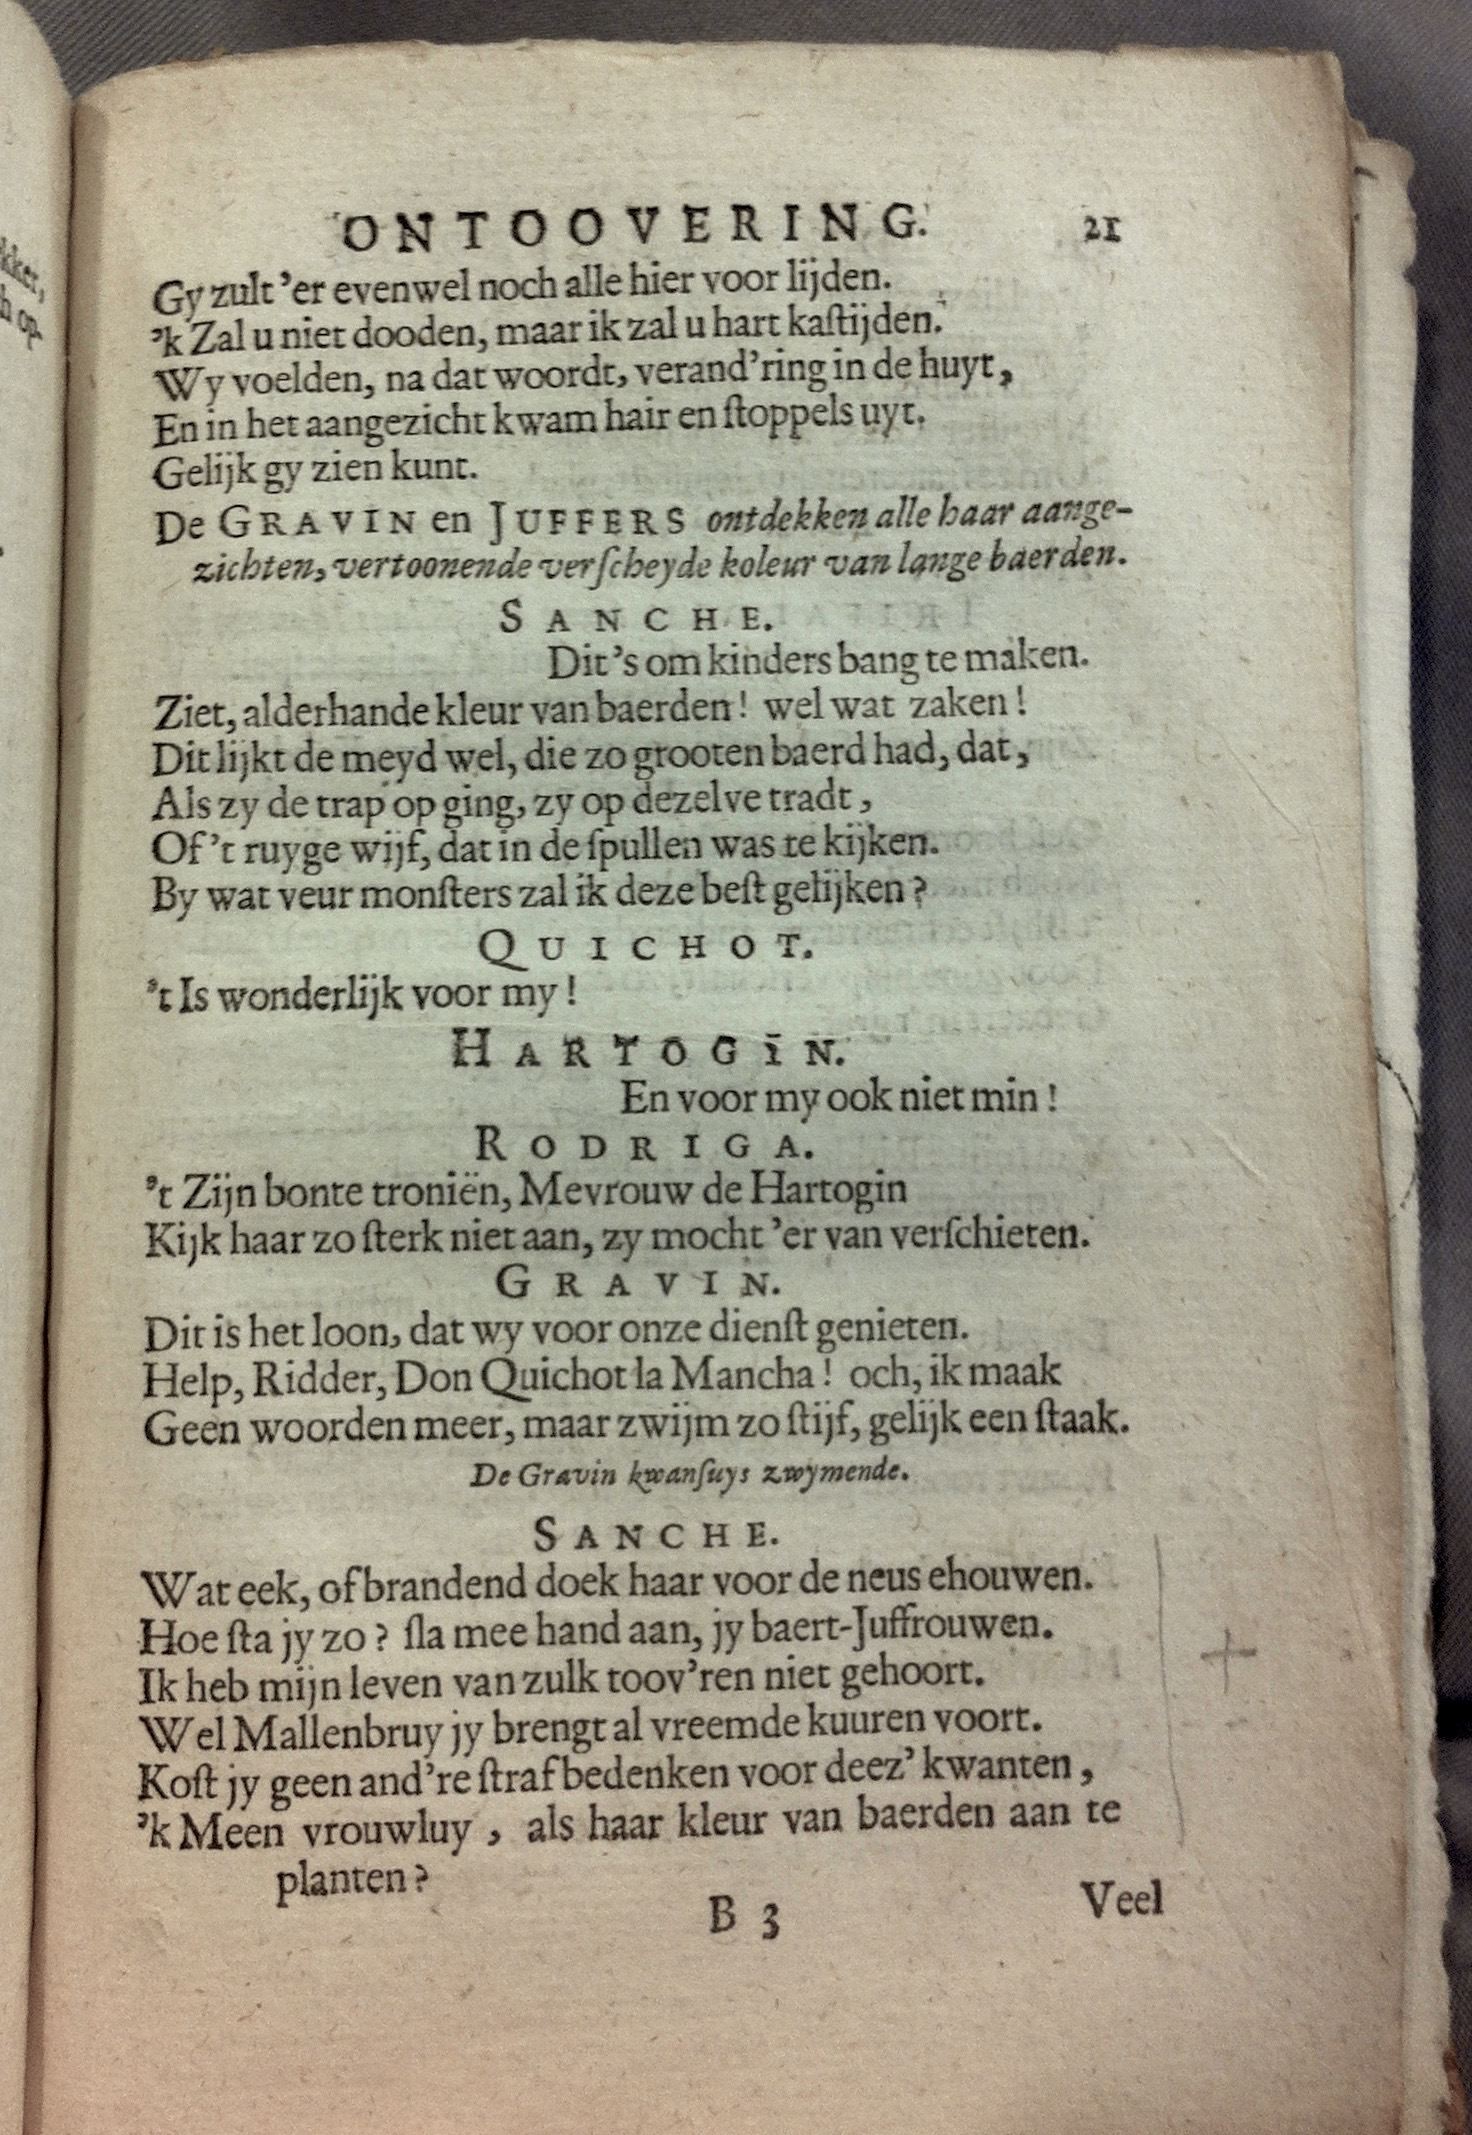 ONTOOVERING. 21
Gy zult 'er evenwel noch alle hier voor lijden.
'k Zal u niet dooden, maar ik zal u hart kaſtijden.
Wy voelden, na dat woordt, verand'ring in de huyt,
En in het aangezicht kwam hair en ſtoppels uyt.
Gelijk gy zien kunt.
De GRAVIN en JUFFERS ontdekken alle haar aange-
zichten, vertoonende verſcheyde koleur van lange baerden.
SANCHE.
Dit 's om kinders bang te maken.
Ziet, alderhande kleur van baerden! wel wat zaken!
Dit lijkt de meyd wel, die zo grooten baerd had, dat,
Als zy de trap op ging, zy op dezelve tradt,
Of 't ruyge wijf, dat in de ſpullen was te kijken.
By wat veur monſters zal ik deze beſt gelijken?
QUICHOT.
't Is wonderlijk voor my!
HARTOGIN.
En voor my ook niet min!
RODRIGA.
't Zijn bonte troniën, Mevrouw de Hartogin
Kijk haar zo ſterk niet aan, zy mocht 'er van verſchieten.
GRAVIN.
Dit is het loon, dat wy voor onze dienſt genieten.
Help, Ridder, Don Quichot la Mancha! och, ik maak
Geen woorden meer, maar zwijm zo ſtijf, gelijk een ſtaak.
De Gravin kwanſuys zwymende.
SANCHE.
Wat eek, of brandend doek haar voor de neus ehouwen.
Hoe ſta jy zo? ſla mee hand aan, jy baert-Juffrouwen.
Ik heb mijn leven van zulk toov'ren niet gehoort.
Wel Mallenbruy jy brengt al vreemde kuuren voort.
Koſt jy geen and're ſtraf bedenken voor deez' kwanten,
'k Meen vrouwluy, als haar kleur van baerden aan te
planten?
B 3 Veel